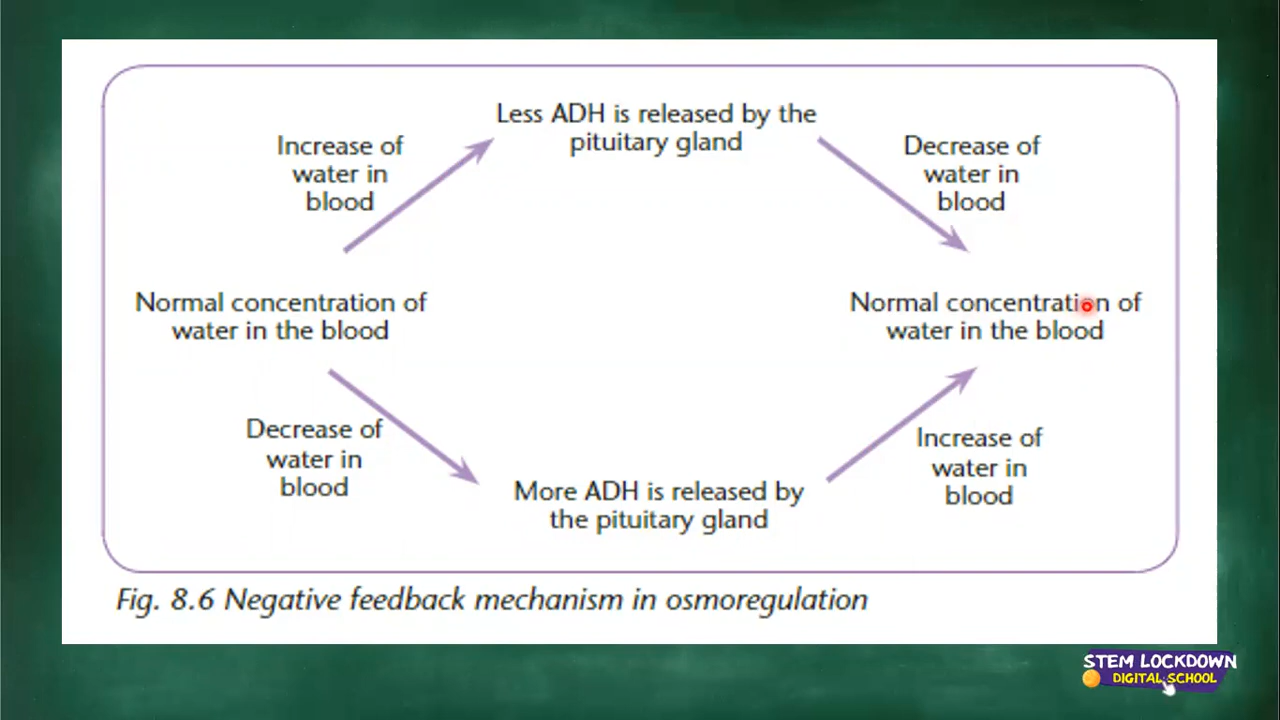 Less ADH is released by the
pituitary gland
Increase of
water in
blood
Decrease of
water in
blood
Normal concentration of
water in the blood
Normal concentration of
water in the blood
Decrease of
water in
blood
Increase of
water in
blood
More ADH is released by
the pituitary gland
Fig. 8.6 Negative feedback mechanism in osmoregulation
STEM LOCKDOWN
DIGITAL SCHOOL